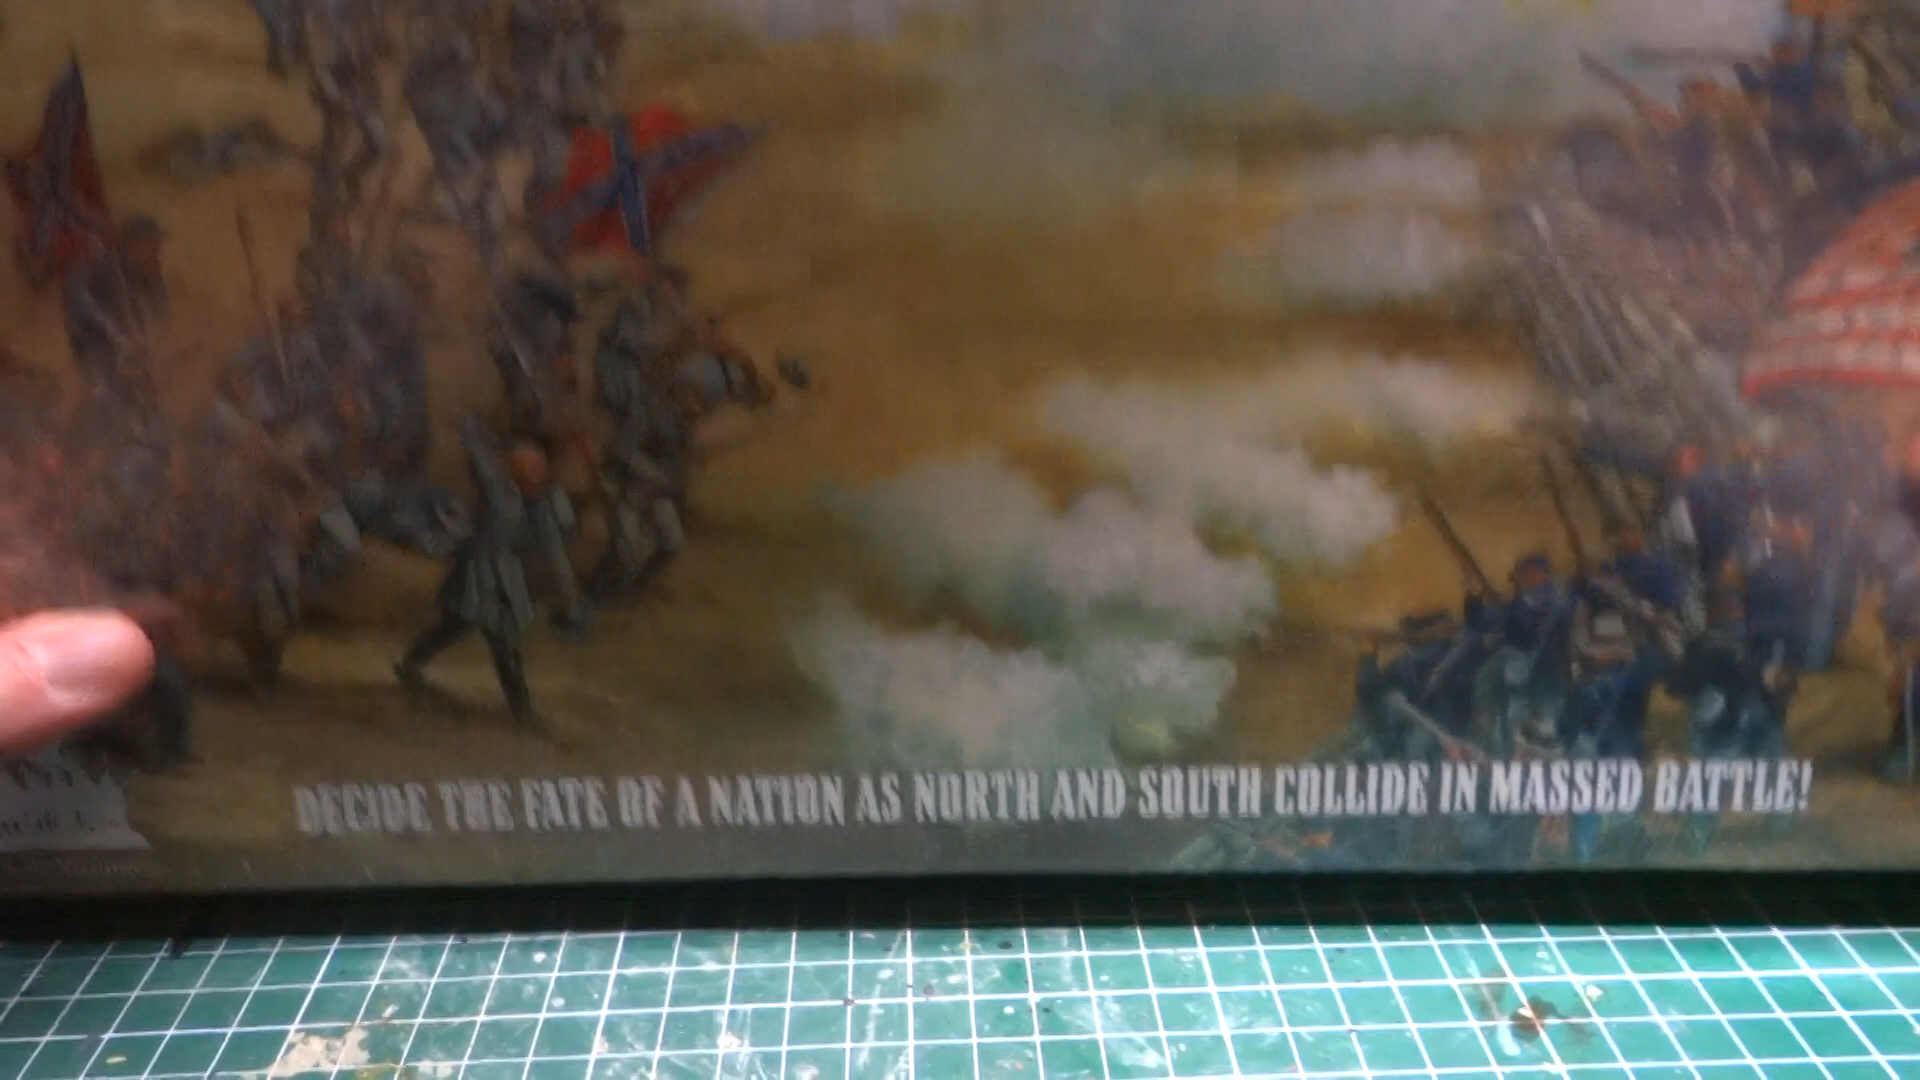 DECIDE THE FATE OF A NATION AS NORTH AND SOUTH COLLIDE IN MASSED BATTLE!